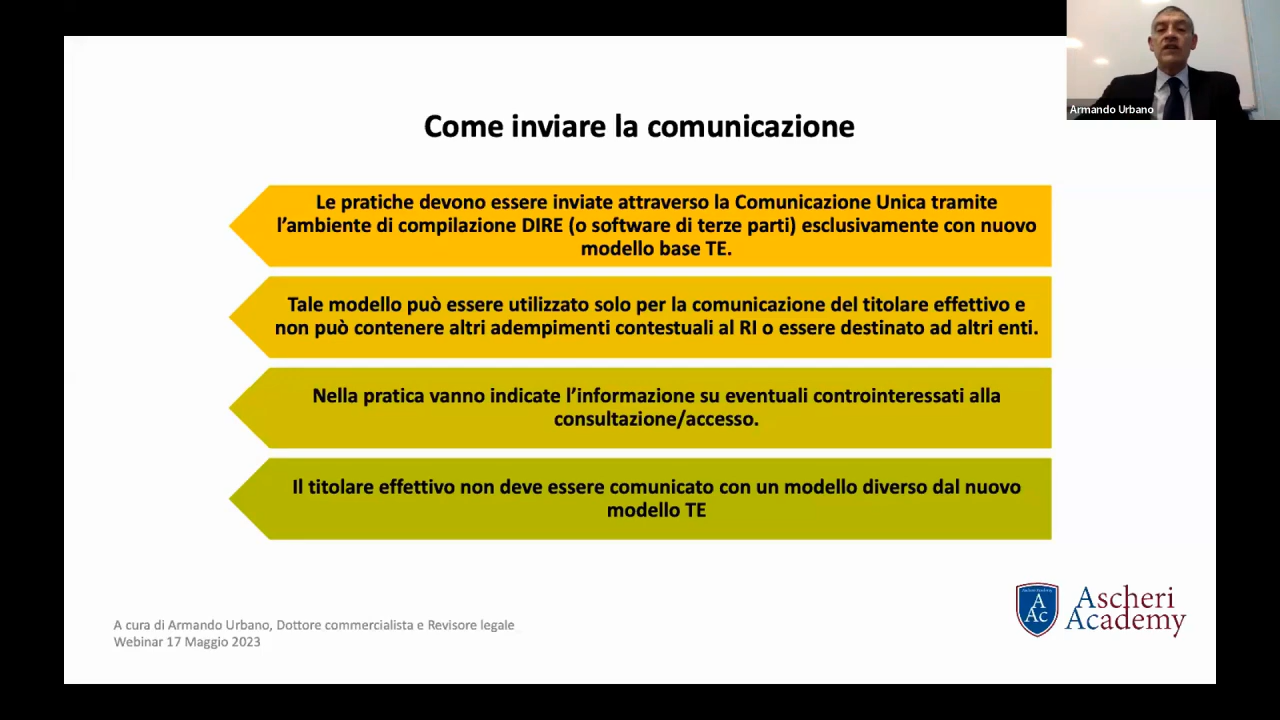 Armando Urbano
Come inviare la comunicazione
Le pratiche devono essere inviate attraverso la Comunicazione Unica tramite
l’ambiente di compilazione DIRE (o software di terze parti) esclusivamente con nuovo
modello base TE.
Tale modello può essere utilizzato solo per la comunicazione del titolare effettivo e
non può contenere altri adempimenti contestuali al RI o essere destinato ad altri enti.
Nella pratica vanno indicate l’informazione su eventuali controinteressati alla
consultazione/accesso.
Il titolare effettivo non deve essere comunicato con un modello diverso dal nuovo
modello TE
A cura di Armando Urbano, Dottore commercialista e Revisore legale
Webinar 17 Maggio 2023
A
Ac
Ascheri
Academy